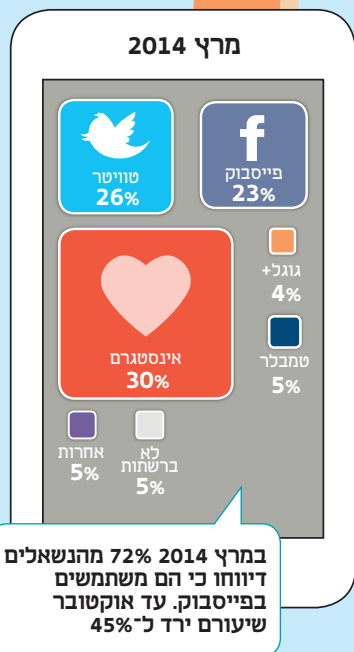 מרץ 2014
טוויטר
26%
פייסבוק
23%
גוגל+
4%
אינסטגרם
30%
טמבלר
5%
אחרות
5%
לא
ברשתות
5%
במרץ 2014 72% מהנשאלים
דיווחו כי הם משתמשים
בפייסבוק. עד אוקטובר
שיעורם ירד ל־45%